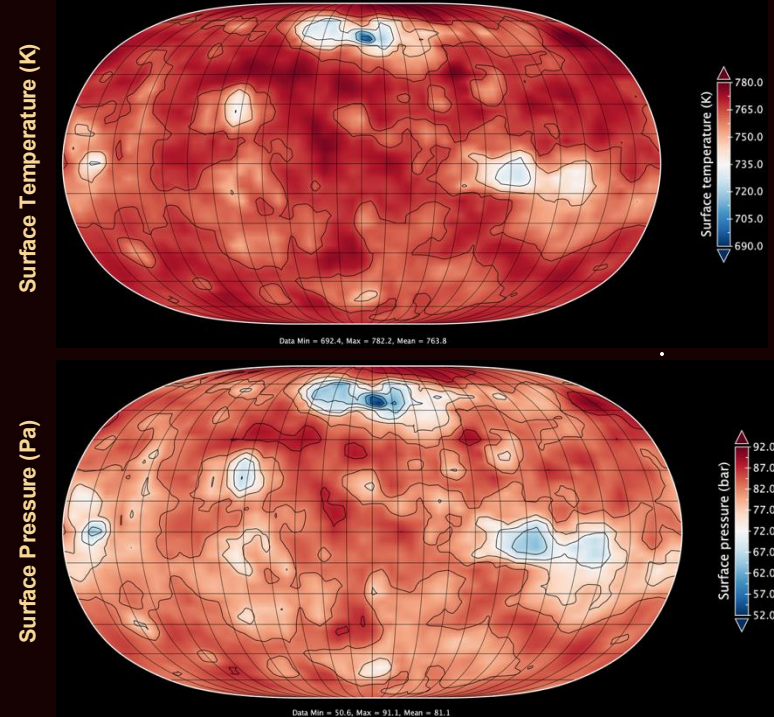 Surface Temperature (K)
Surface temperature (K)
780.0
765.0
750.0
735.0
720.0
705.0
690.0
Data Min = 692.4, Max = 782.2, Mean = 763.8
Surface Pressure (Pa)
Surface pressure (bar)
92.0
87.0
82.0
77.0
72.0
67.0
62.0
57.0
52.0
Data Min = 50.6, Max = 91.1, Mean = 81.1